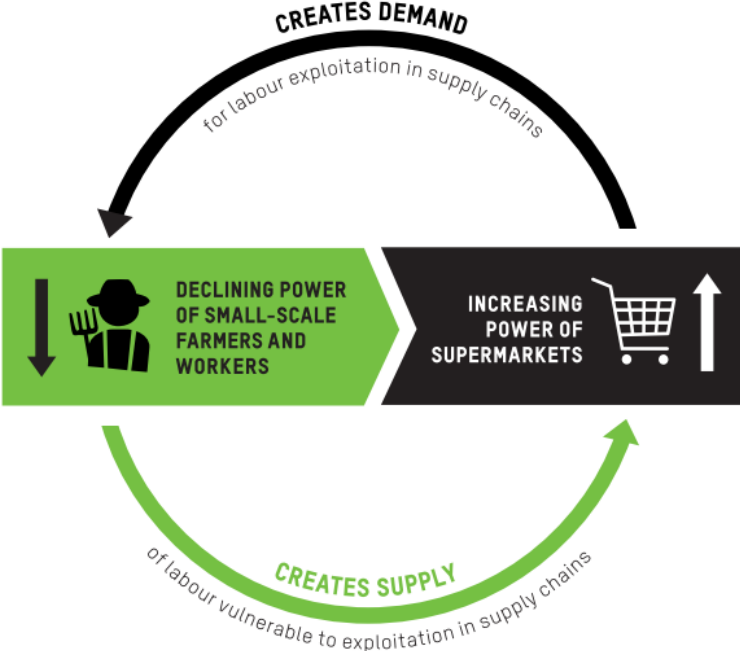 CREATES DEMAND
for labour exploitation in supply chains
DECLINING POWER
OF SMALL-SCALE
FARMERS AND
WORKERS
INCREASING
POWER OF
SUPERMARKETS
CREATES SUPPLY
of labour vulnerable to exploitation in supply chains